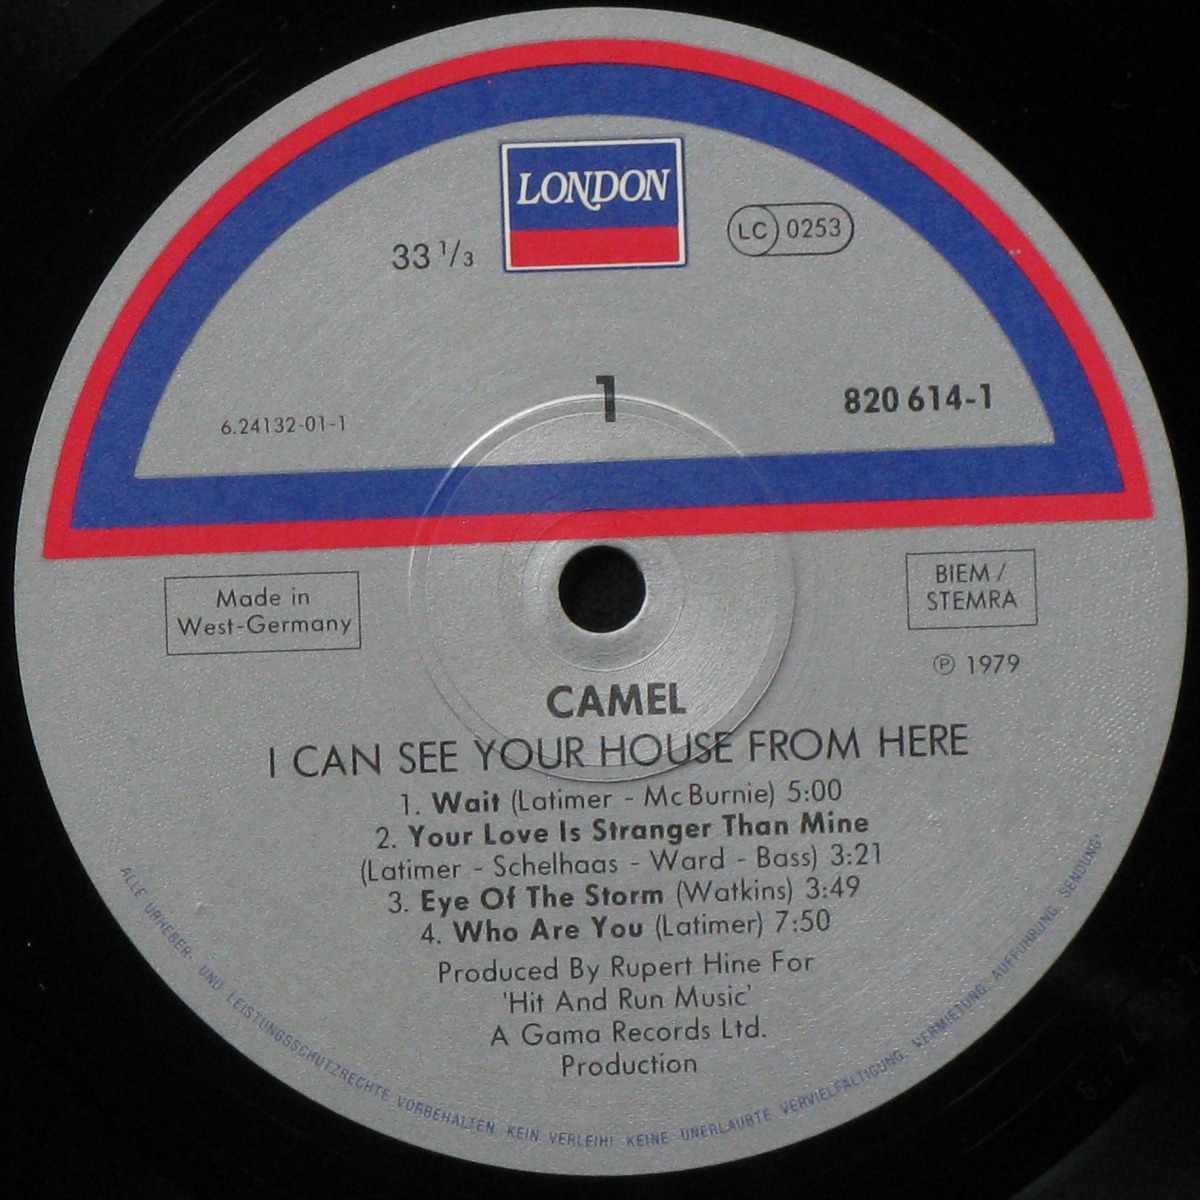 LONDON
33 1/3
LC 0253
1
820 614-1
6.24132-01-1
Made in
West-Germany
BIEM /
STEMRA
℗ 1979
CAMEL
I CAN SEE YOUR HOUSE FROM HERE
1. Wait (Latimer - McBurnie) 5:00
2. Your Love Is Stranger Than Mine
(Latimer - Schelhaas - Ward - Bass) 3:21
3. Eye Of The Storm (Watkins) 3:49
4. Who Are You (Latimer) 7:50
Produced By Rupert Hine For
'Hit And Run Music'
A Gama Records Ltd.
Production
ALLE URHEBER- UND LEISTUNGSSCHUTZRECHTE VORBEHALTEN KEIN VERLEIH! KEINE UNERLAUBTE VERVIELFÄLTIGUNG, VERMIETUNG, AUFFÜHRUNG, SENDUNG!